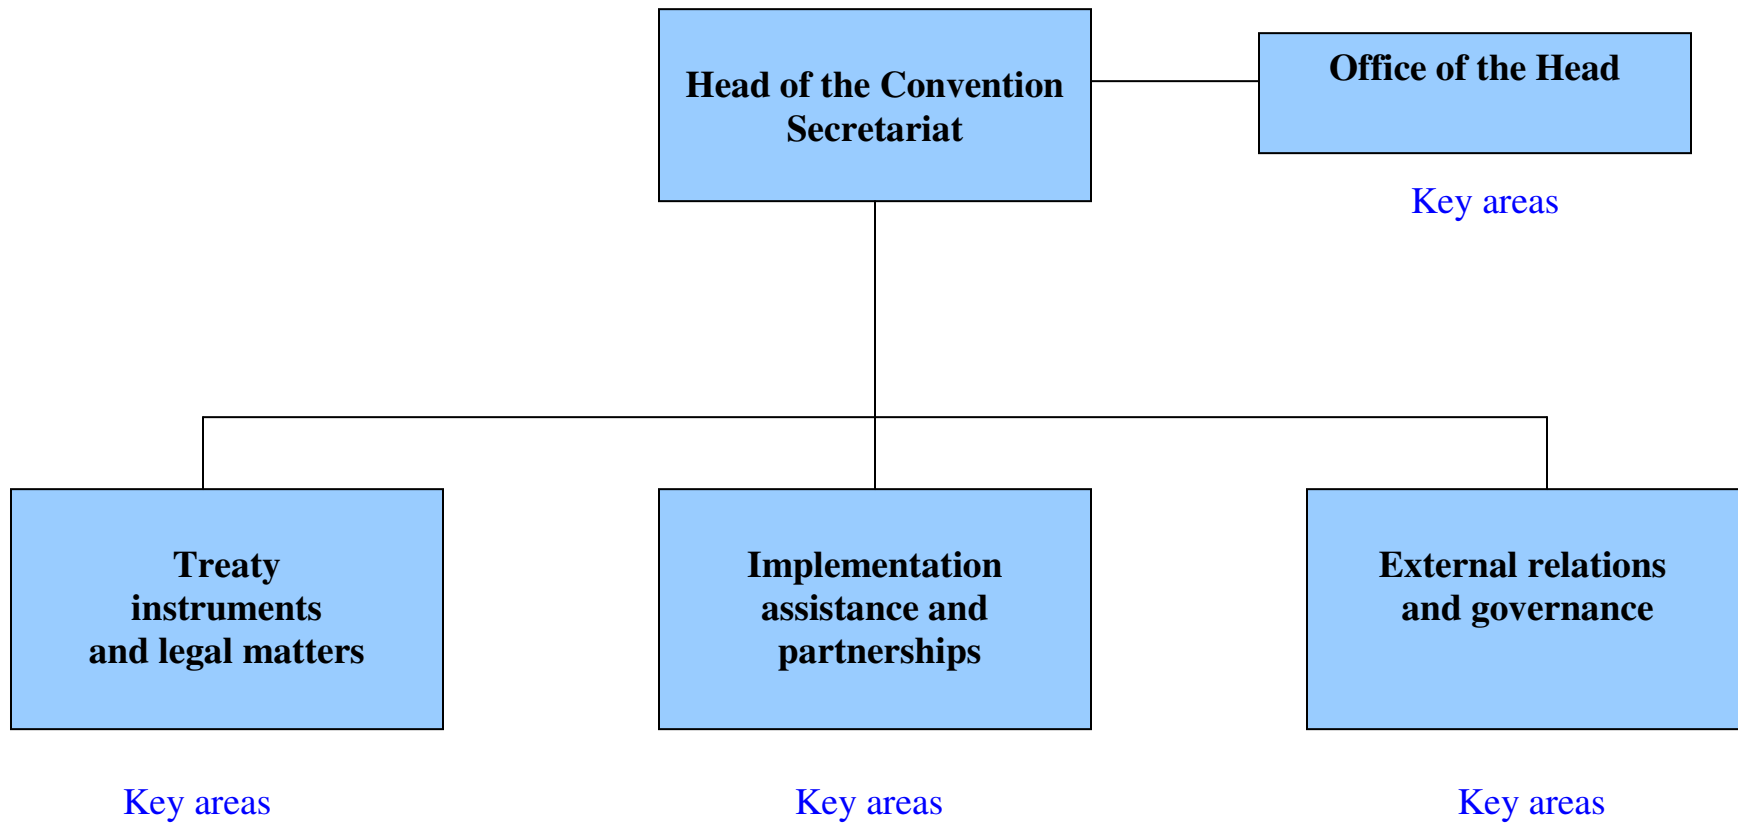 Head of the Convention
Secretariat
Office of the Head
Key areas
Treaty
instruments
and legal matters
Implementation
assistance and
partnerships
External relations
and governance
Key areas
Key areas
Key areas